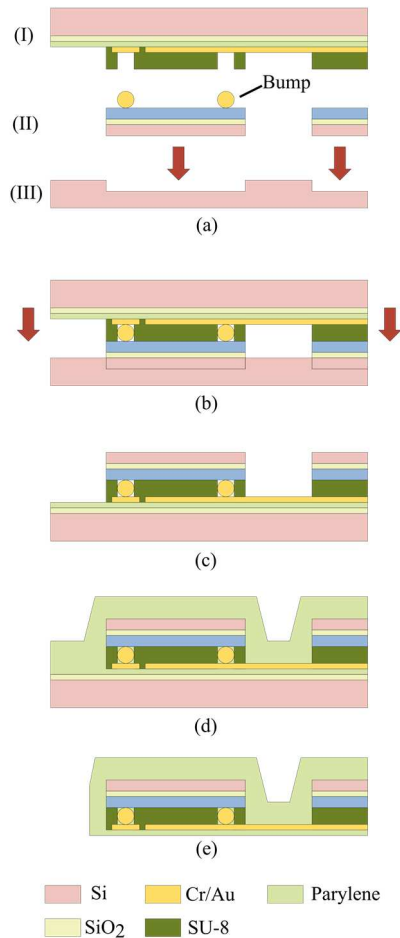 (I)
Bump
(II)
(III)
(a)
(b)
(c)
(d)
(e)
Si Cr/Au Parylene
SiO2 SU-8